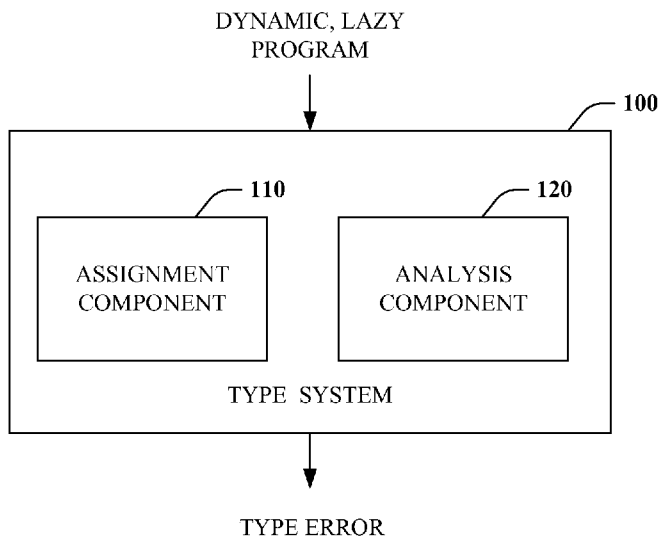 DYNAMIC, LAZY
PROGRAM
100
110
120
ASSIGNMENT
COMPONENT
ANALYSIS
COMPONENT
TYPE SYSTEM
TYPE ERROR